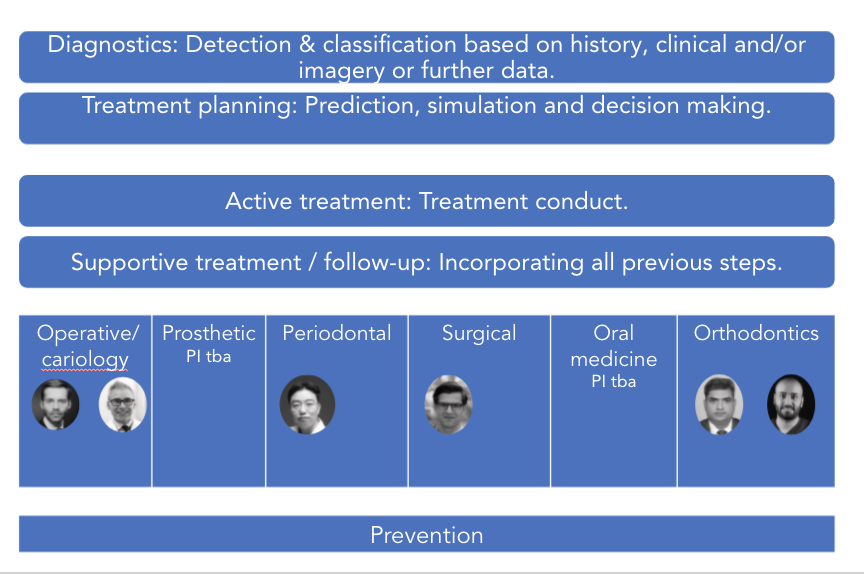 Diagnostics: Detection & classification based on history, clinical and/or
imagery or further data.
Treatment planning: Prediction, simulation and decision making.
Active treatment: Treatment conduct.
Supportive treatment / follow-up: Incorporating all previous steps.
Operative/
cariology
Prosthetic
PI tba
Periodontal
Surgical
Oral
medicine
PI tba
Orthodontics
Prevention